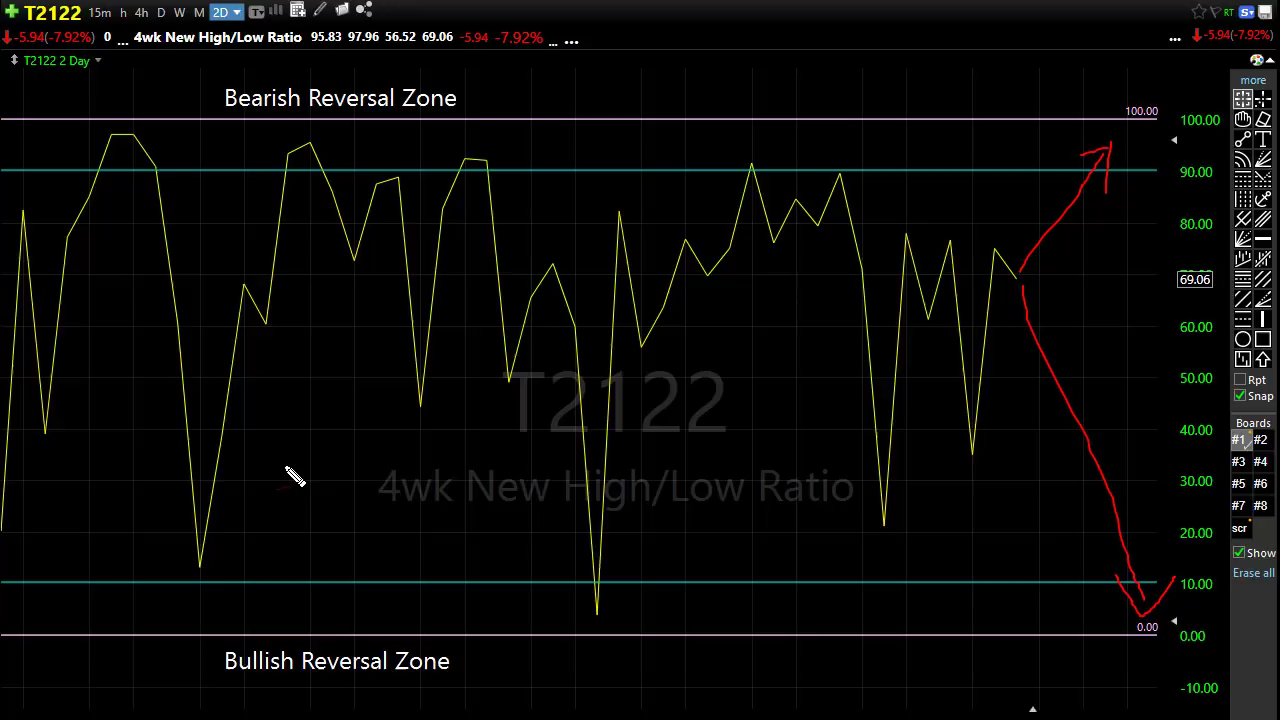 T2122 15m h 4h D W M 2D T RT S
-5.94(-7.92%) 0 ... 4wk New High/Low Ratio 95.83 97.96 56.52 69.06 -5.94 -7.92% ... ... ... -5.94(-7.92%)
T2122 2 Day
more
Bearish Reversal Zone
100.00
100.00
90.00
80.00
69.06
60.00
50.00
40.00
30.00
20.00
10.00
0.00
0.00
-10.00
T2122
4wk New High/Low Ratio
Bullish Reversal Zone
T
Rpt
Snap
Boards
#1 #2
#3 #4
#5 #6
#7 #8
scr
Show
Erase all